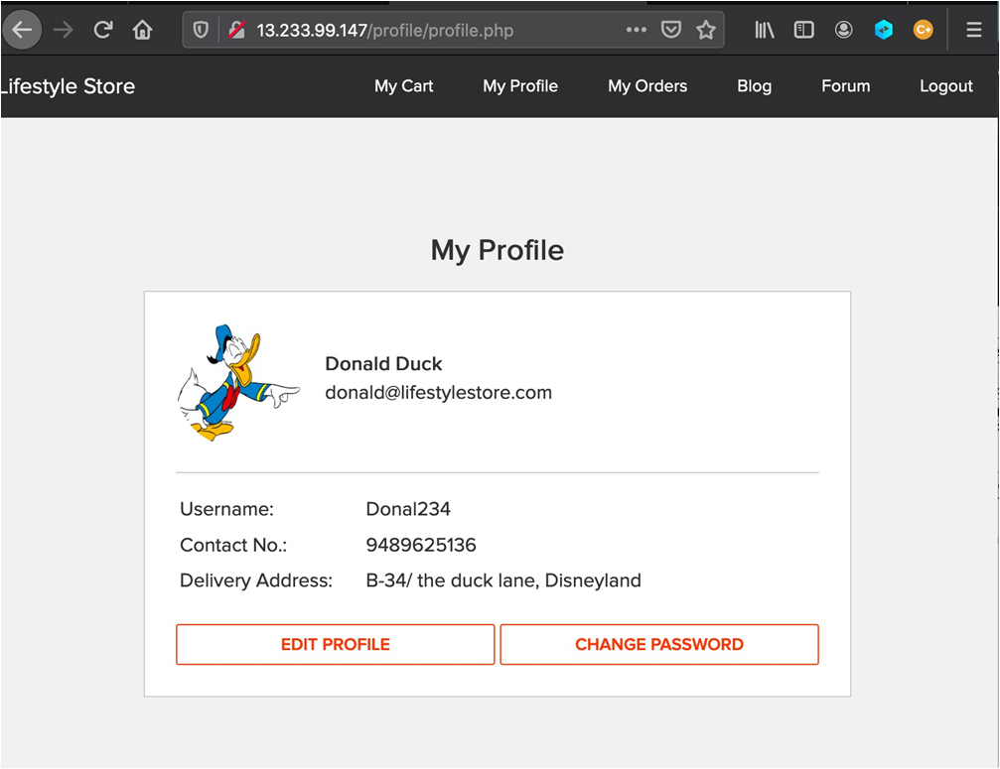 13.233.99.147/profile/profile.php
C+
Lifestyle Store My Cart My Profile My Orders Blog Forum Logout
My Profile
Donald Duck
donald@lifestylestore.com
Username: Donal234
Contact No.: 9489625136
Delivery Address: B-34/ the duck lane, Disneyland
EDIT PROFILE CHANGE PASSWORD